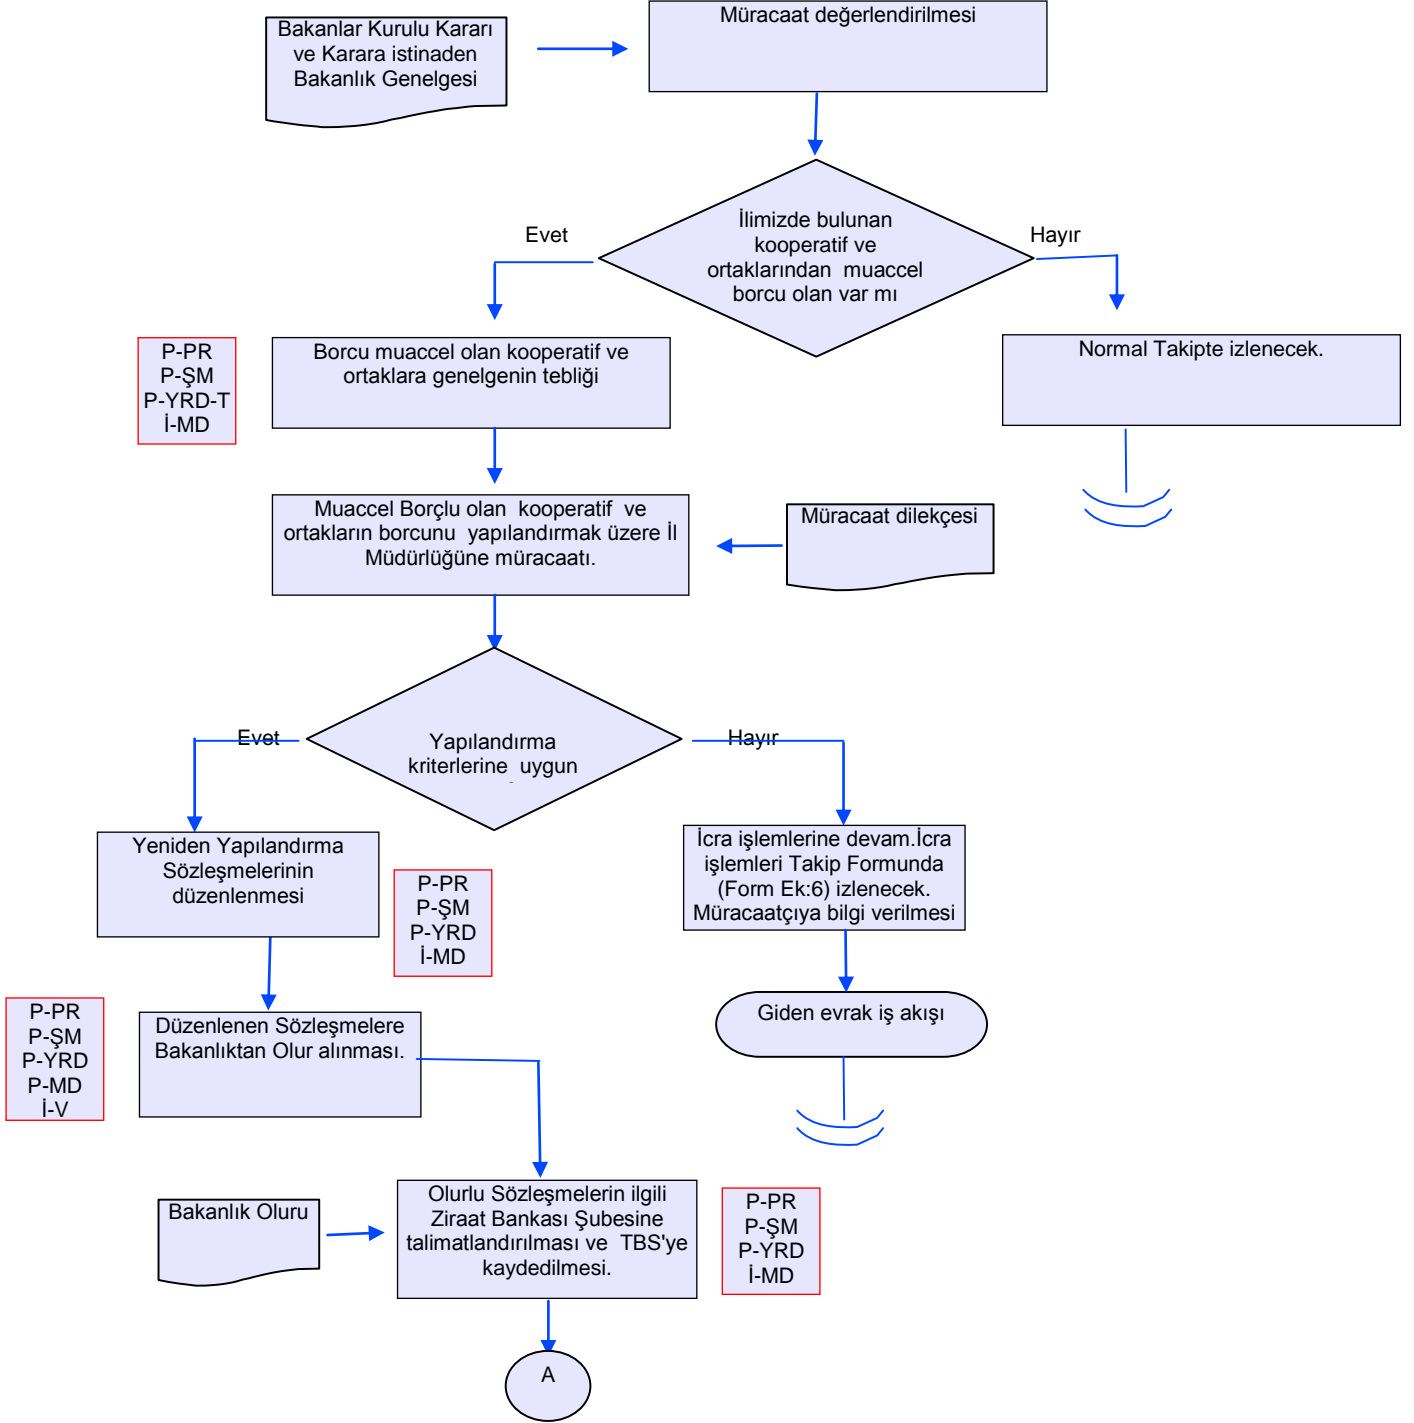 Bakanlar Kurulu Kararı
ve Karara istinaden
Bakanlık Genelgesi
Müracaat değerlendirilmesi
İlimizde bulunan
kooperatif ve
ortaklarından  muaccel
borcu olan var mı
Evet
Hayır
P-PR
P-ŞM
P-YRD-T
İ-MD
Borcu muaccel olan kooperatif ve
ortaklara genelgenin tebliği
Normal Takipte izlenecek.
Muaccel Borçlu olan  kooperatif  ve
ortakların borcunu  yapılandırmak üzere İl
Müdürlüğüne müracaatı.
Müracaat dilekçesi
Evet
Yapılandırma
kriterlerine  uygun
Hayır
Yeniden Yapılandırma
Sözleşmelerinin
düzenlenmesi
P-PR
P-ŞM
P-YRD
İ-MD
İcra işlemlerine devam.İcra
işlemleri Takip Formunda
(Form Ek:6) izlenecek.
Müracaatçıya bilgi verilmesi
P-PR
P-ŞM
P-YRD
P-MD
İ-V
Düzenlenen Sözleşmelere
Bakanlıktan Olur alınması.
Giden evrak iş akışı
Bakanlık Oluru
Olurlu Sözleşmelerin ilgili
Ziraat Bankası Şubesine
talimatlandırılması ve  TBS'ye
kaydedilmesi.
P-PR
P-ŞM
P-YRD
İ-MD
A